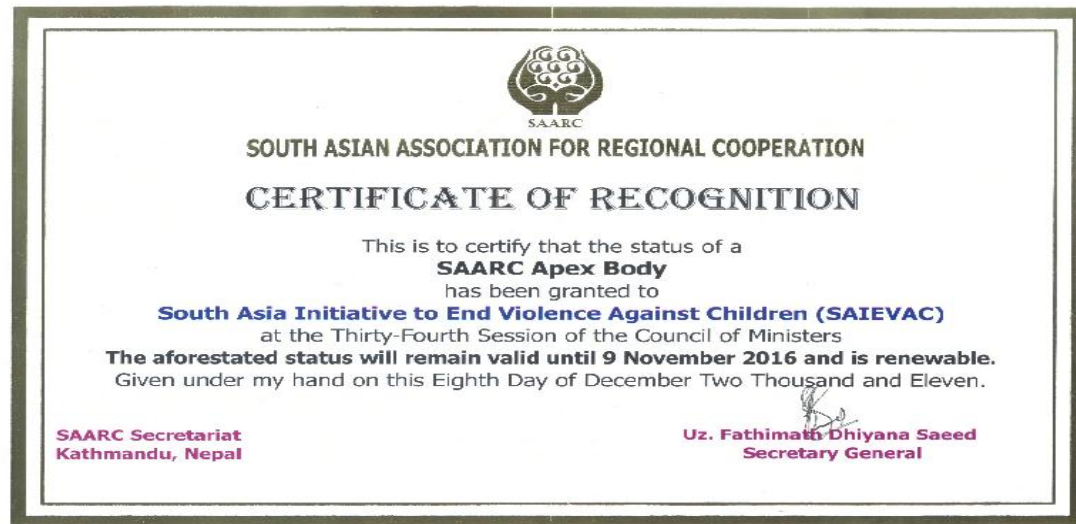 SAARC
SOUTH ASIAN ASSOCIATION FOR REGIONAL COOPERATION
CERTIFICATE OF RECOGNITION
This is to certify that the status of a
SAARC Apex Body
has been granted to
South Asia Initiative to End Violence Against Children (SAIEVAC)
at the Thirty-Fourth Session of the Council of Ministers
The aforestated status will remain valid until 9 November 2016 and is renewable.
Given under my hand on this Eighth Day of December Two Thousand and Eleven.
SAARC Secretariat
Kathmandu, Nepal
Uz. Fathimath Dhiyana Saeed
Secretary General